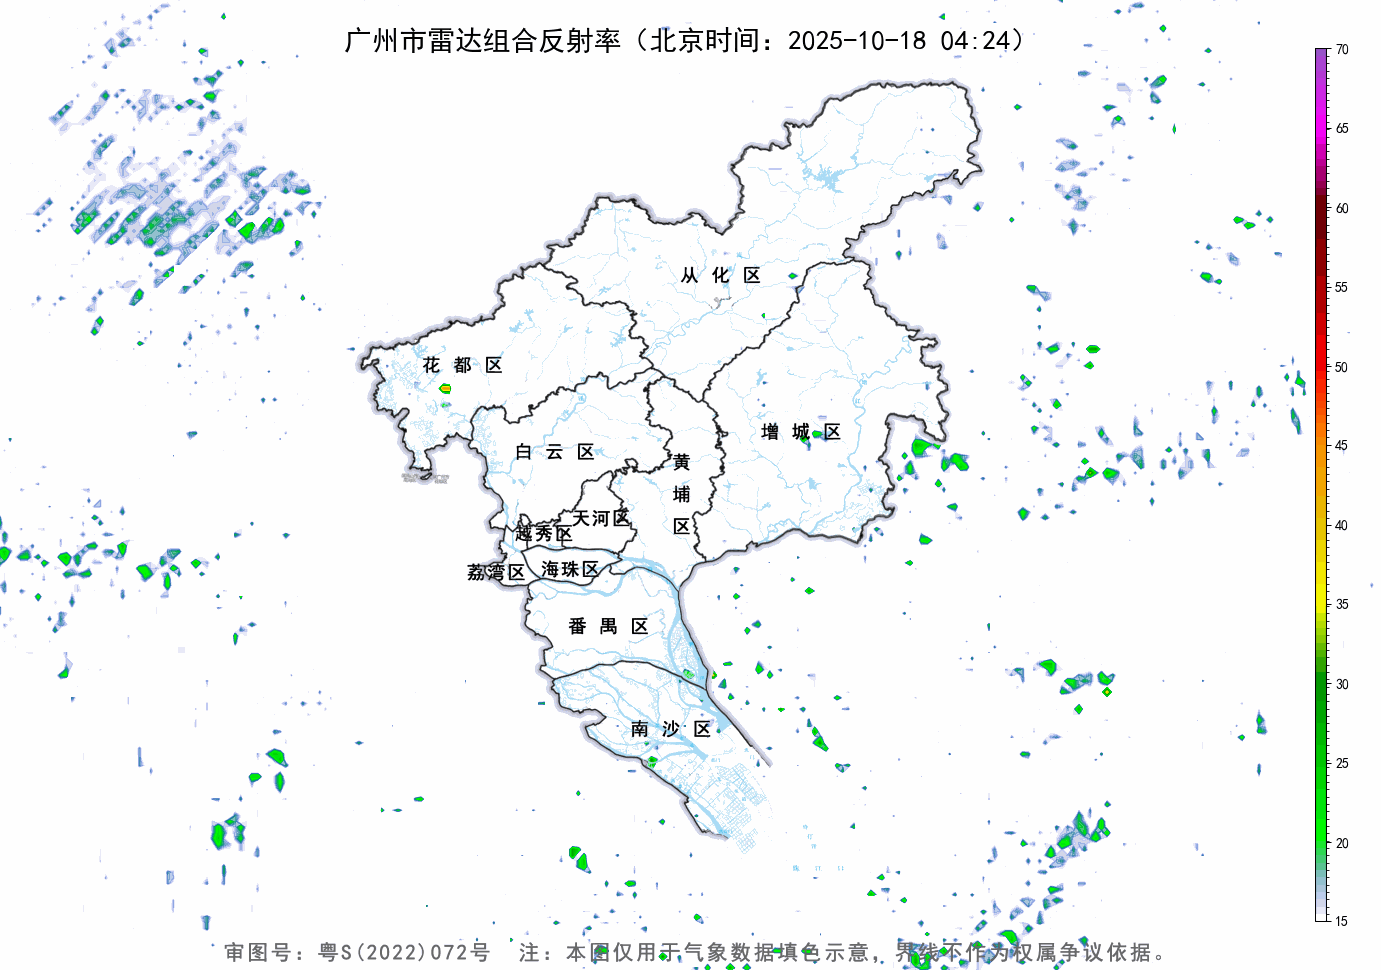 广州市雷达组合反射率（北京时间：2025-10-18 04:24）
70
65
60
55
50
45
40
35
30
25
20
15
从化区
花都区
增城区
白云区
黄埔区
天河区
越秀区
荔湾区
海珠区
番禺区
南沙区
审图号：粤S(2022)072号 注：本图仅用于气象数据填色示意，界线不作为权属争议依据。